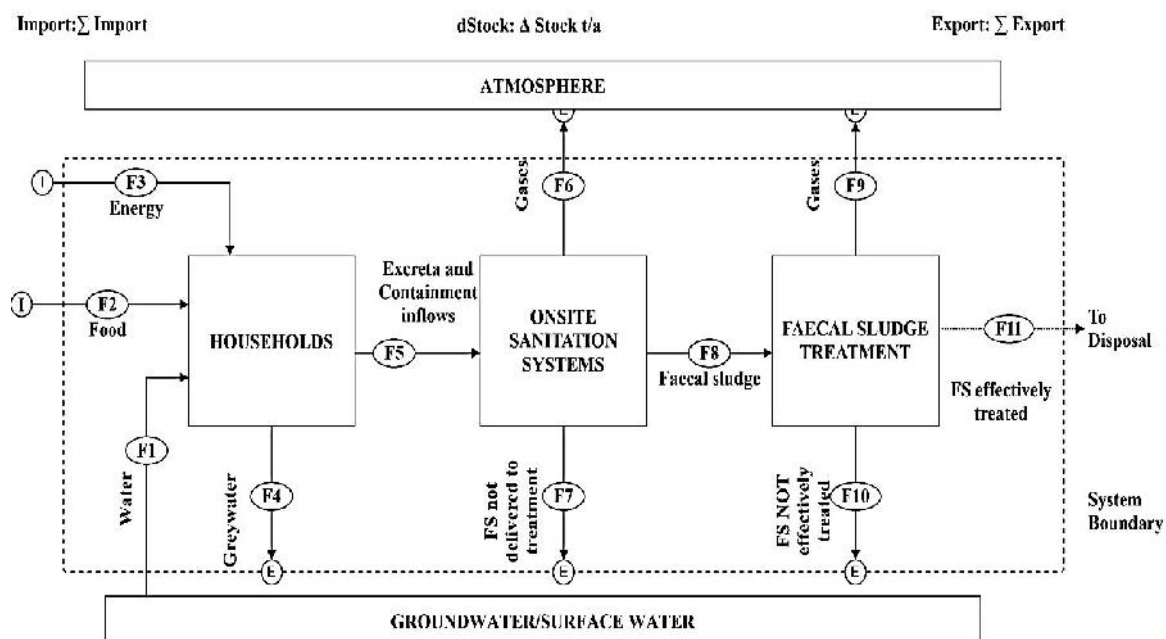 Import:∑ Import
dStock: Δ Stock t/a
Export: ∑ Export
ATMOSPHERE
E
E
Gases
F6
Gases
F9
I
F3
Energy
I
F2
Food
HOUSEHOLDS
Excreta and
Containment
inflows
F5
ONSITE
SANITATION
SYSTEMS
F8
Faecal sludge
FAECAL SLUDGE
TREATMENT
F11
To
Disposal
FS effectively
treated
F1
Water
Greywater
F4
FS not
delivered to
treatment
F7
FS NOT
effectively
treated
F10
System
Boundary
E
E
E
GROUNDWATER/SURFACE WATER